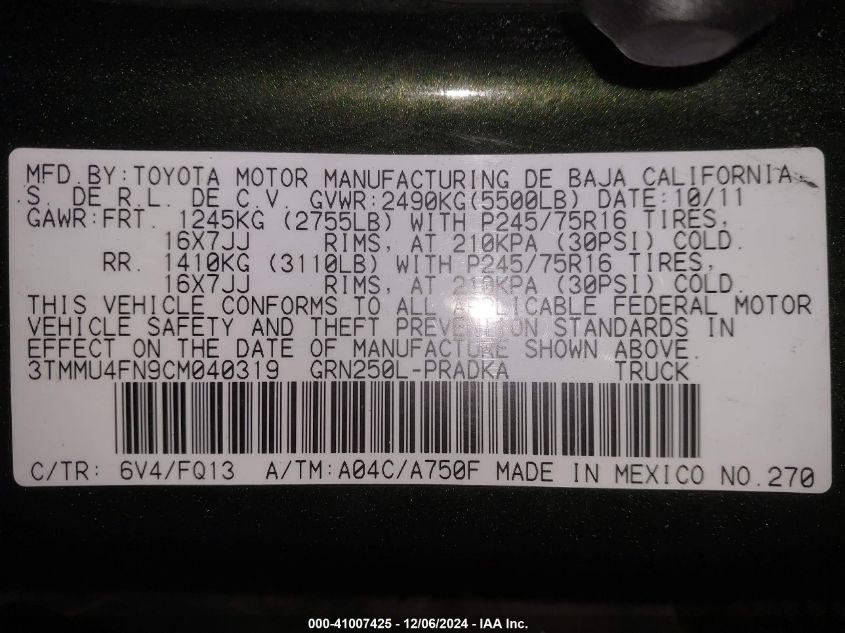 MFD. BY: TOYOTA MOTOR MANUFACTURING DE BAJA CALIFORNIA
S. DE R.L. DE C.V. GVWR:2490KG(5500LB) DATE:10/11
GAWR:FRT. 1245KG (2755LB) WITH P245/75R16 TIRES,
16X7JJ RIMS, AT 210KPA (30PSI) COLD.
RR. 1410KG (3110LB) WITH P245/75R16 TIRES,
16X7JJ RIMS, AT 210KPA (30PSI) COLD.
THIS VEHICLE CONFORMS TO ALL APPLICABLE FEDERAL MOTOR
VEHICLE SAFETY AND THEFT PREVENTION STANDARDS IN
EFFECT ON THE DATE OF MANUFACTURE SHOWN ABOVE.
3TMMU4FN9CM040319 GRN250L-PRADKA TRUCK
C/TR: 6V4/FQ13 A/TM:A04C/A750F MADE IN MEXICO NO.270
000-41007425 - 12/06/2024 - IAA Inc.